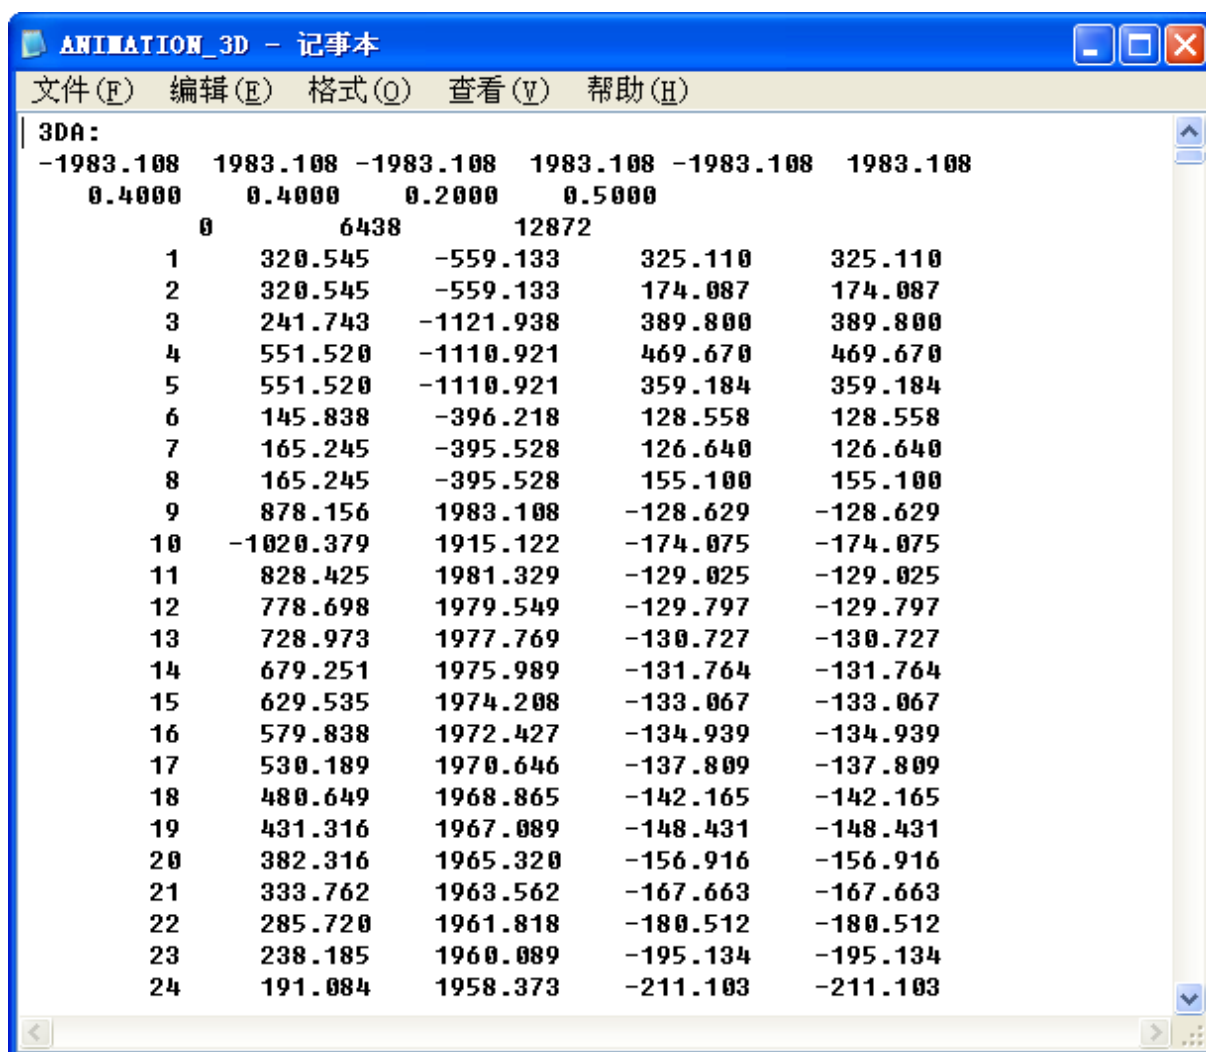 ANIMATION_3D - 记事本
文件(F) 编辑(E) 格式(O) 查看(V) 帮助(H)
3DA:
-1983.108 1983.108 -1983.108 1983.108 -1983.108 1983.108
0.4000 0.4000 0.2000 0.5000
0 6438 12872
1 320.545 -559.133 325.110 325.110
2 320.545 -559.133 174.087 174.087
3 241.743 -1121.938 389.800 389.800
4 551.520 -1110.921 469.670 469.670
5 551.520 -1110.921 359.184 359.184
6 145.838 -396.218 128.558 128.558
7 165.245 -395.528 126.640 126.640
8 165.245 -395.528 155.100 155.100
9 878.156 1983.108 -128.629 -128.629
10 -1020.379 1915.122 -174.075 -174.075
11 828.425 1981.329 -129.025 -129.025
12 778.698 1979.549 -129.797 -129.797
13 728.973 1977.769 -130.727 -130.727
14 679.251 1975.989 -131.764 -131.764
15 629.535 1974.208 -133.067 -133.067
16 579.838 1972.427 -134.939 -134.939
17 530.189 1970.646 -137.809 -137.809
18 480.649 1968.865 -142.165 -142.165
19 431.316 1967.089 -148.431 -148.431
20 382.316 1965.320 -156.916 -156.916
21 333.762 1963.562 -167.663 -167.663
22 285.720 1961.818 -180.512 -180.512
23 238.185 1960.089 -195.134 -195.134
24 191.084 1958.373 -211.103 -211.103